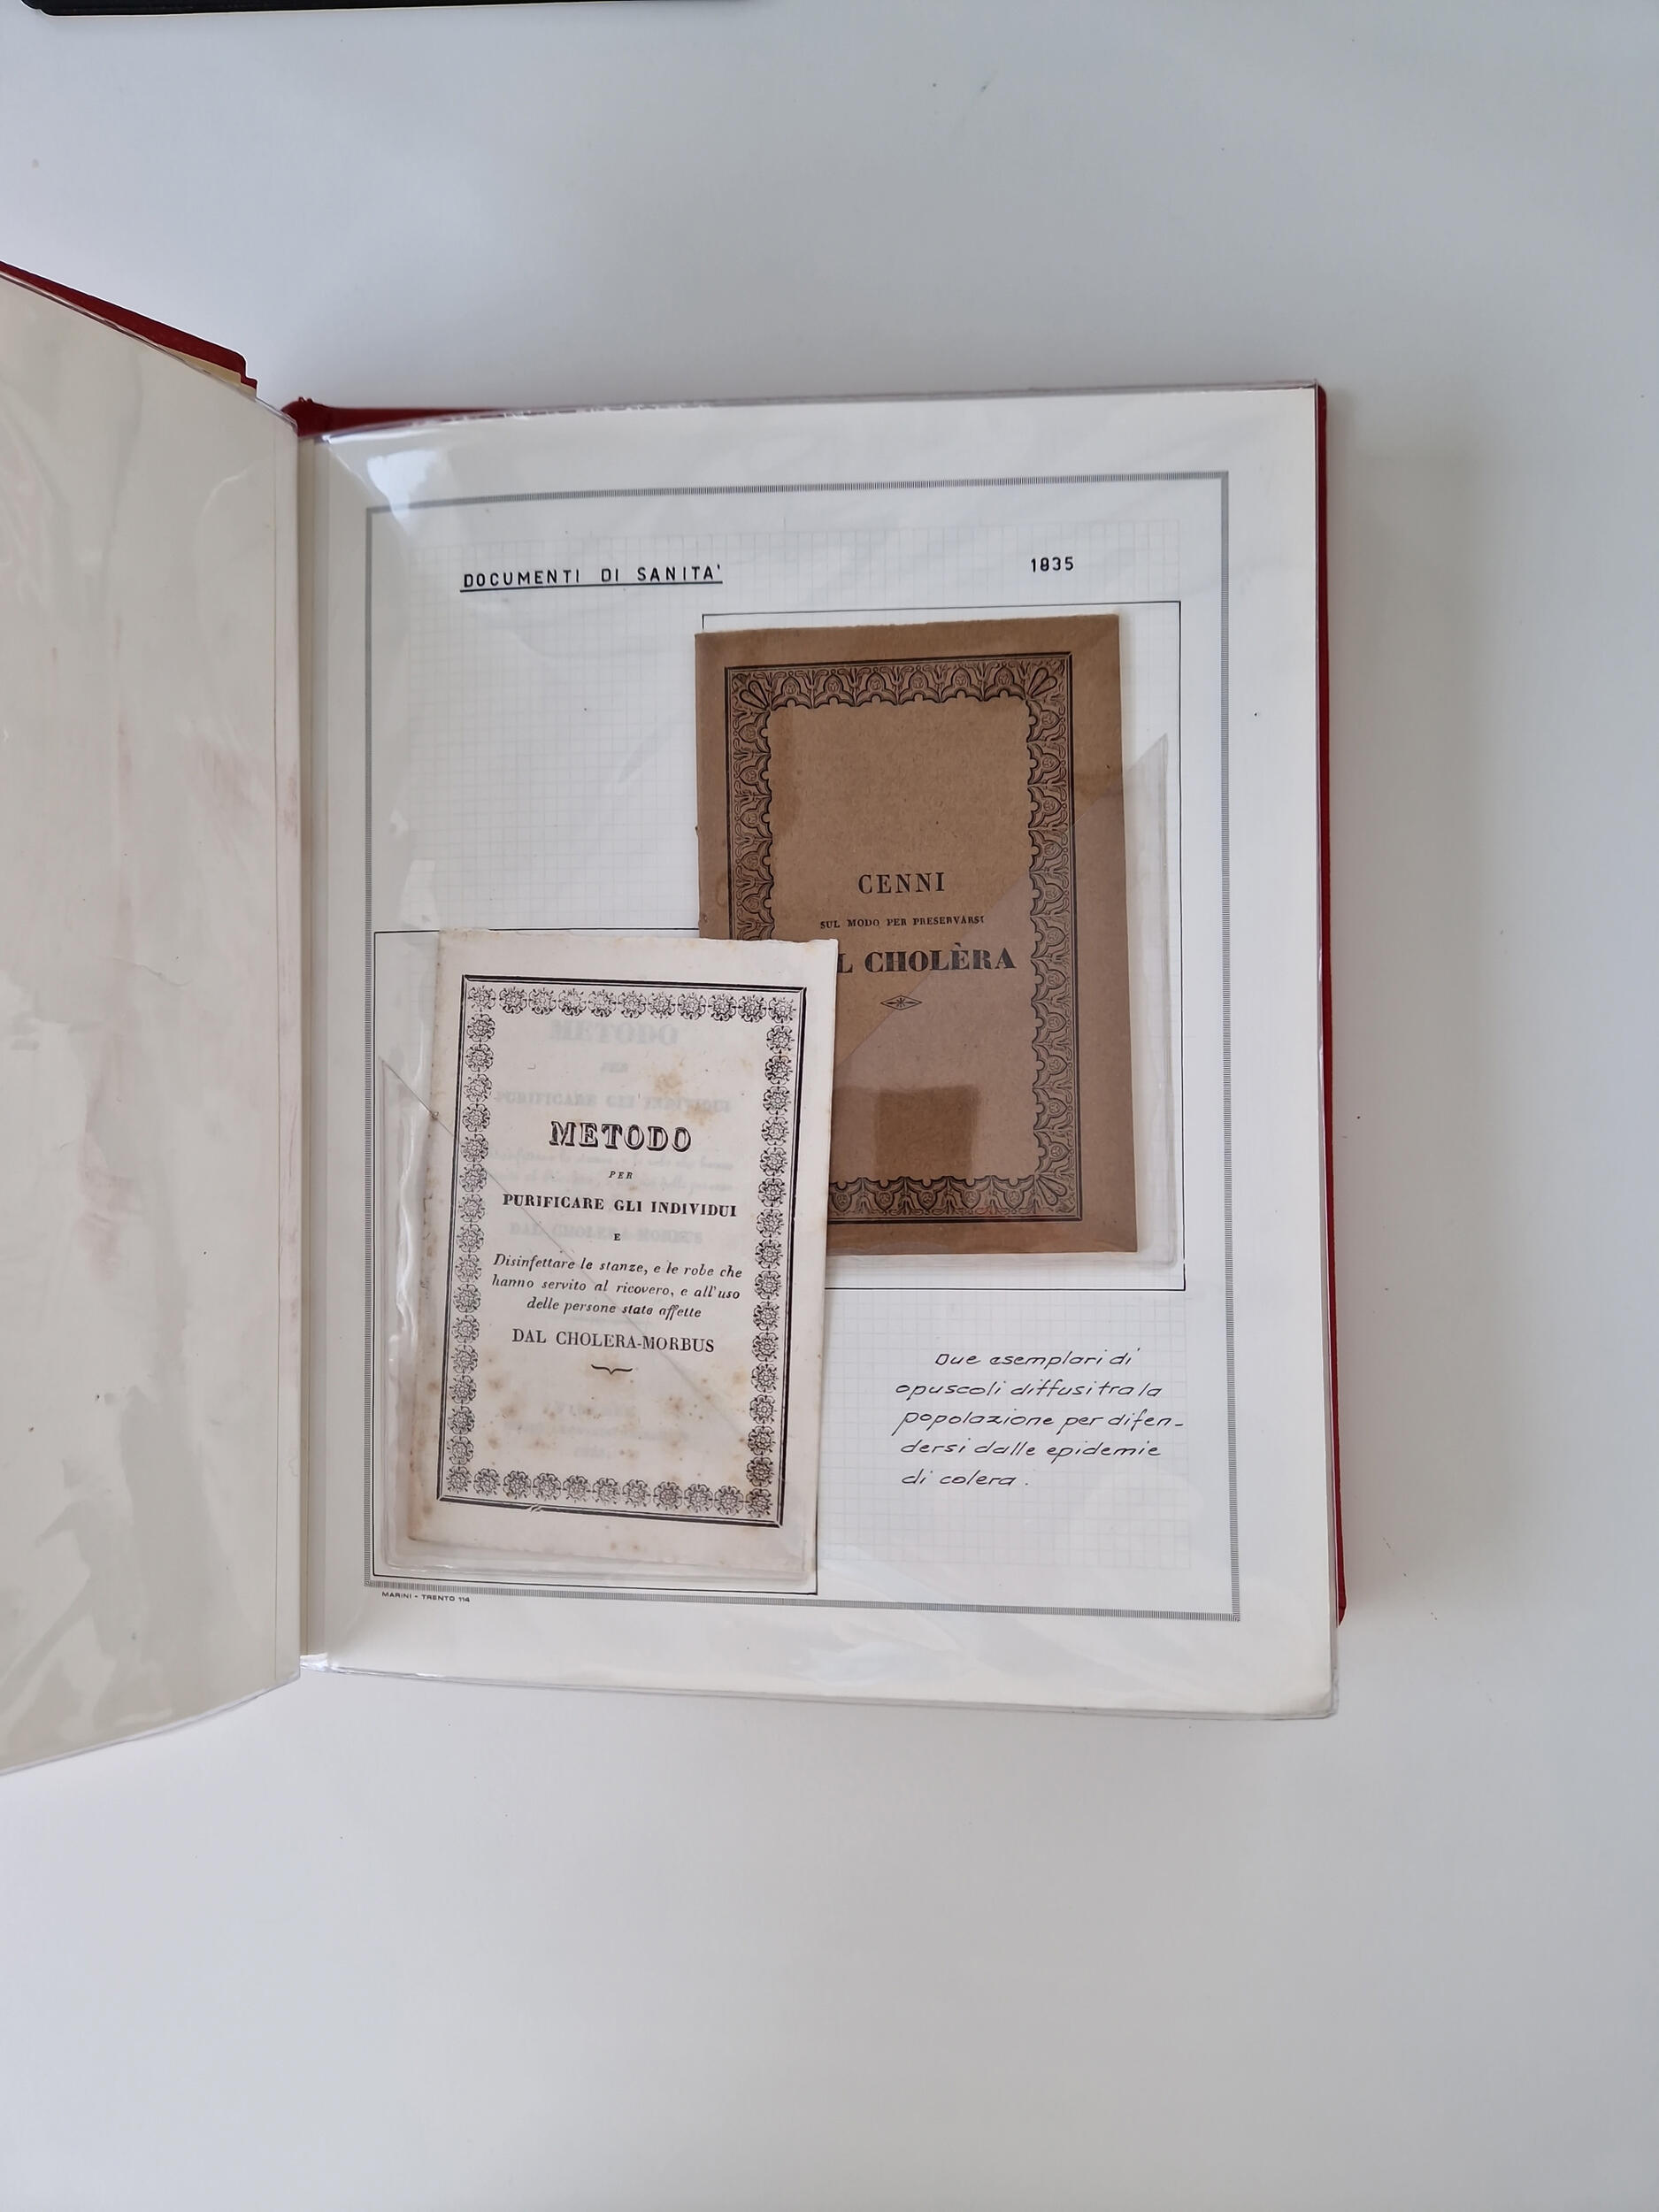 DOCUMENTI DI SANITA'
1835
CENNI
SUL MODO PER PRESERVARSI
L CHOLÈRA
METODO
PER
PURIFICARE GLI INDIVIDUI
E
Disinfettare le stanze, e le robe che
hanno servito al ricovero, e all'uso
delle persone state affette
DAL CHOLERA-MORBUS
Due esemplari di
opuscoli diffusi tra la
popolazione per difen-
dersi dalle epidemie
di colera.
MARINI - TRENTO 114